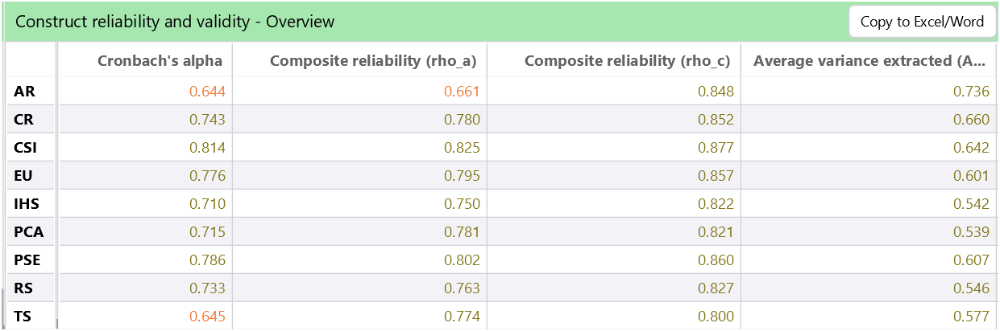 Construct reliability and validity - Overview Copy to Excel/Word
Cronbach's alpha Composite reliability (rho_a) Composite reliability (rho_c) Average variance extracted (A...
AR 0.644 0.661 0.848 0.736
CR 0.743 0.780 0.852 0.660
CSI 0.814 0.825 0.877 0.642
EU 0.776 0.795 0.857 0.601
IHS 0.710 0.750 0.822 0.542
PCA 0.715 0.781 0.821 0.539
PSE 0.786 0.802 0.860 0.607
RS 0.733 0.763 0.827 0.546
TS 0.645 0.774 0.800 0.577